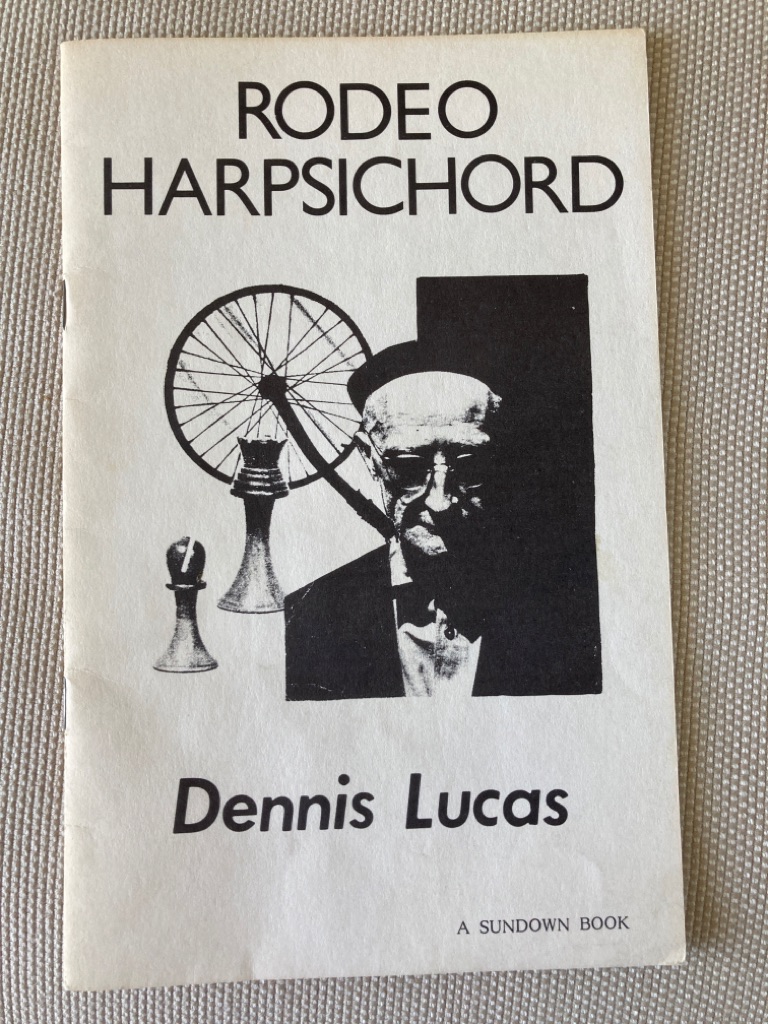 RODEO
HARPSICHORD
Dennis Lucas
A SUNDOWN BOOK